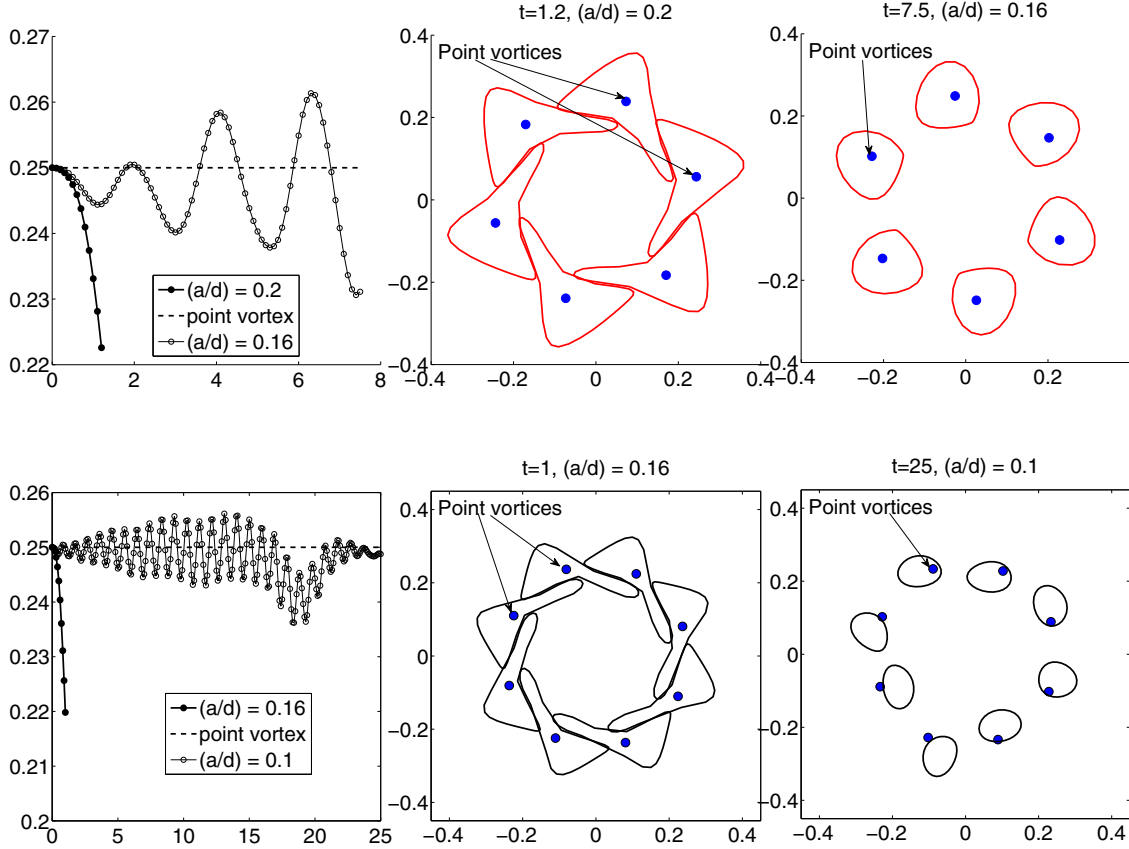 0.27
0.26
0.25
0.24
0.23
0.22
0 2 4 6 8
(a/d) = 0.2
point vortex
(a/d) = 0.16
t=1.2, (a/d) = 0.2
Point vortices
0.4
0.2
0
−0.2
−0.4
−0.4 −0.2 0 0.2 0.4
t=7.5, (a/d) = 0.16
Point vortices
0.4
0.2
0
−0.2
−0.4
−0.4 −0.2 0 0.2
0.26
0.25
0.24
0.23
0.22
0.2
0 5 10 15 20 25
(a/d) = 0.16
point vortex
(a/d) = 0.1
t=1, (a/d) = 0.16
Point vortices
0.4
0.2
0
−0.2
−0.4
−0.4 −0.2 0 0.2 0.4
t=25, (a/d) = 0.1
Point vortices
0.4
0.2
0
−0.2
−0.4
−0.4 −0.2 0 0.2 0.4